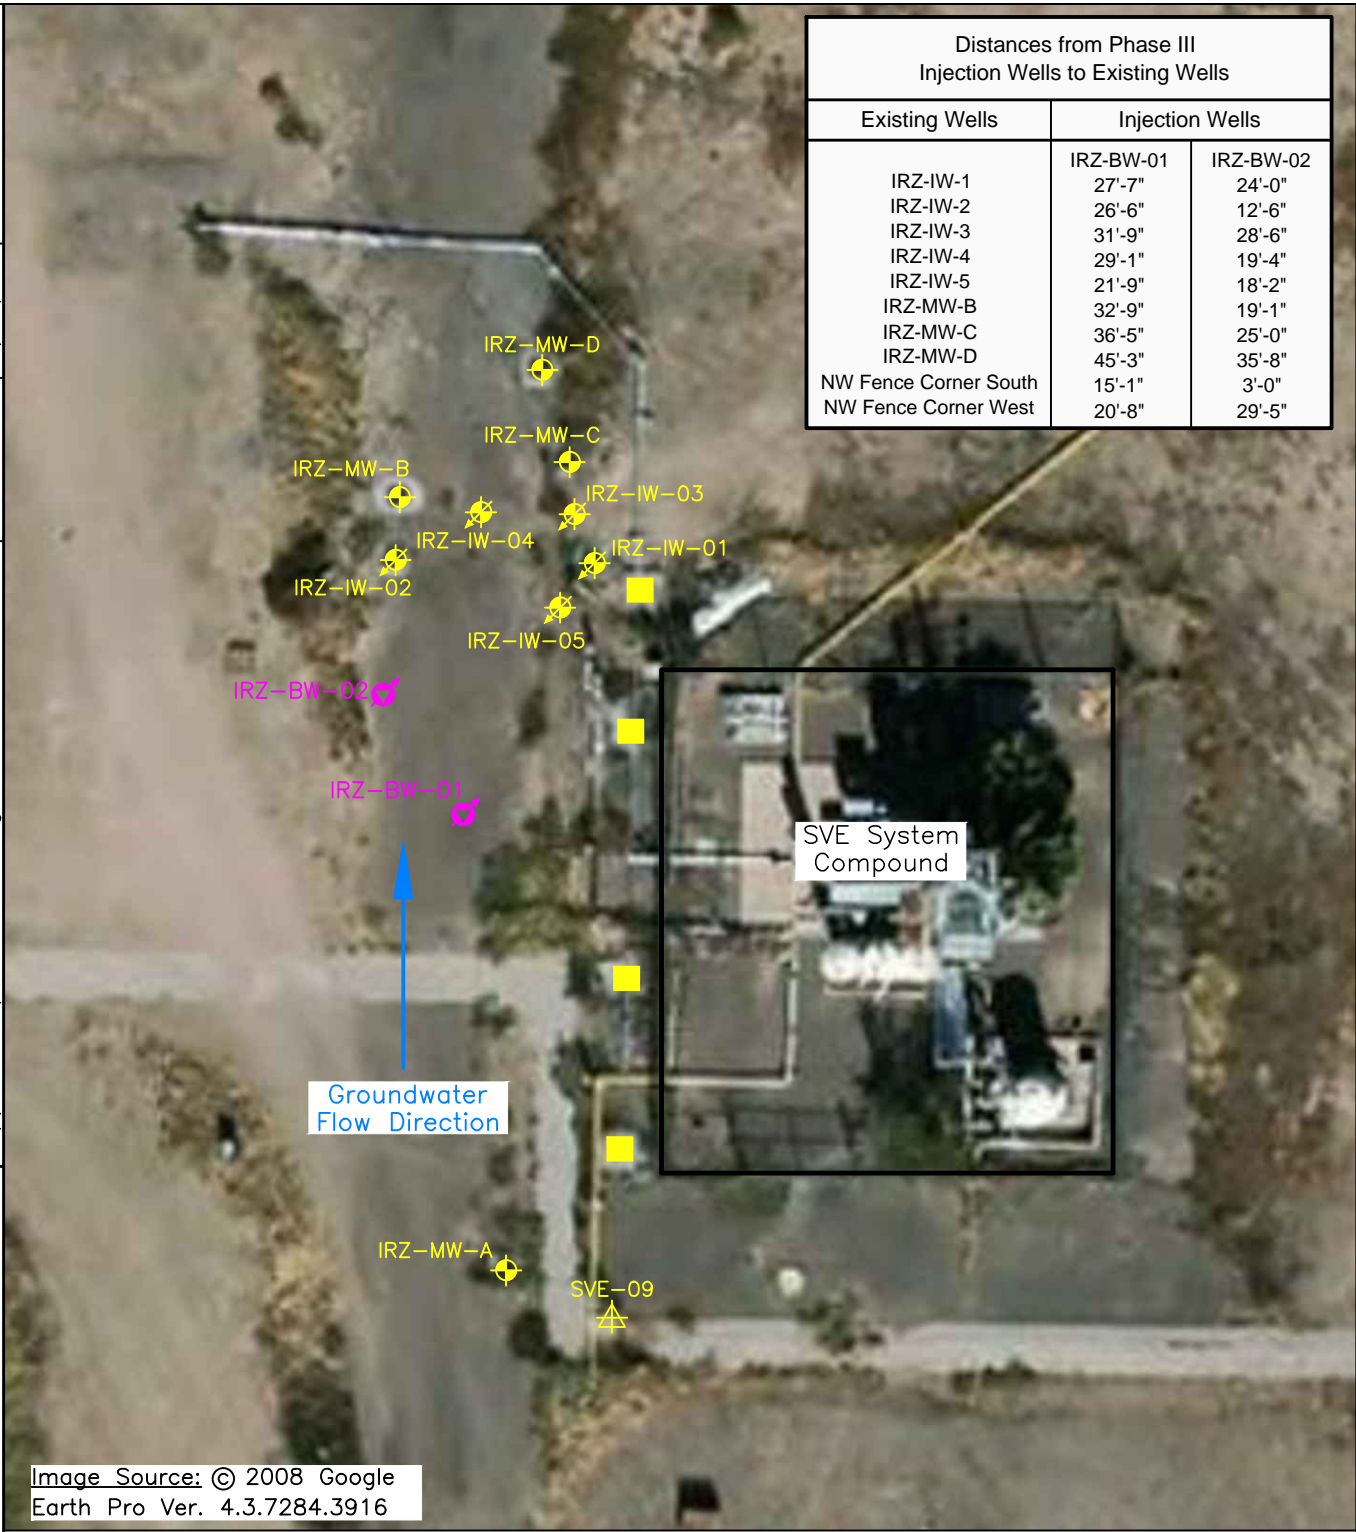 Distances from Phase III
Injection Wells to Existing Wells
Existing Wells Injection Wells
IRZ-BW-01 IRZ-BW-02
IRZ-IW-1 27'-7" 24'-0"
IRZ-IW-2 26'-6" 12'-6"
IRZ-IW-3 31'-9" 28'-6"
IRZ-IW-4 29'-1" 19'-4"
IRZ-IW-5 21'-9" 18'-2"
IRZ-MW-B 32'-9" 19'-1"
IRZ-MW-C 36'-5" 25'-0"
IRZ-MW-D 45'-3" 35'-8"
NW Fence Corner South 15'-1" 3'-0"
NW Fence Corner West 20'-8" 29'-5"
IRZ-MW-D
IRZ-MW-C
IRZ-MW-B
IRZ-IW-03
IRZ-IW-04
IRZ-IW-01
IRZ-IW-02
IRZ-IW-05
IRZ-BW-02
IRZ-BW-01
SVE System
Compound
Groundwater
Flow Direction
IRZ-MW-A
SVE-09
Image Source: © 2008 Google
Earth Pro Ver. 4.3.7284.3916